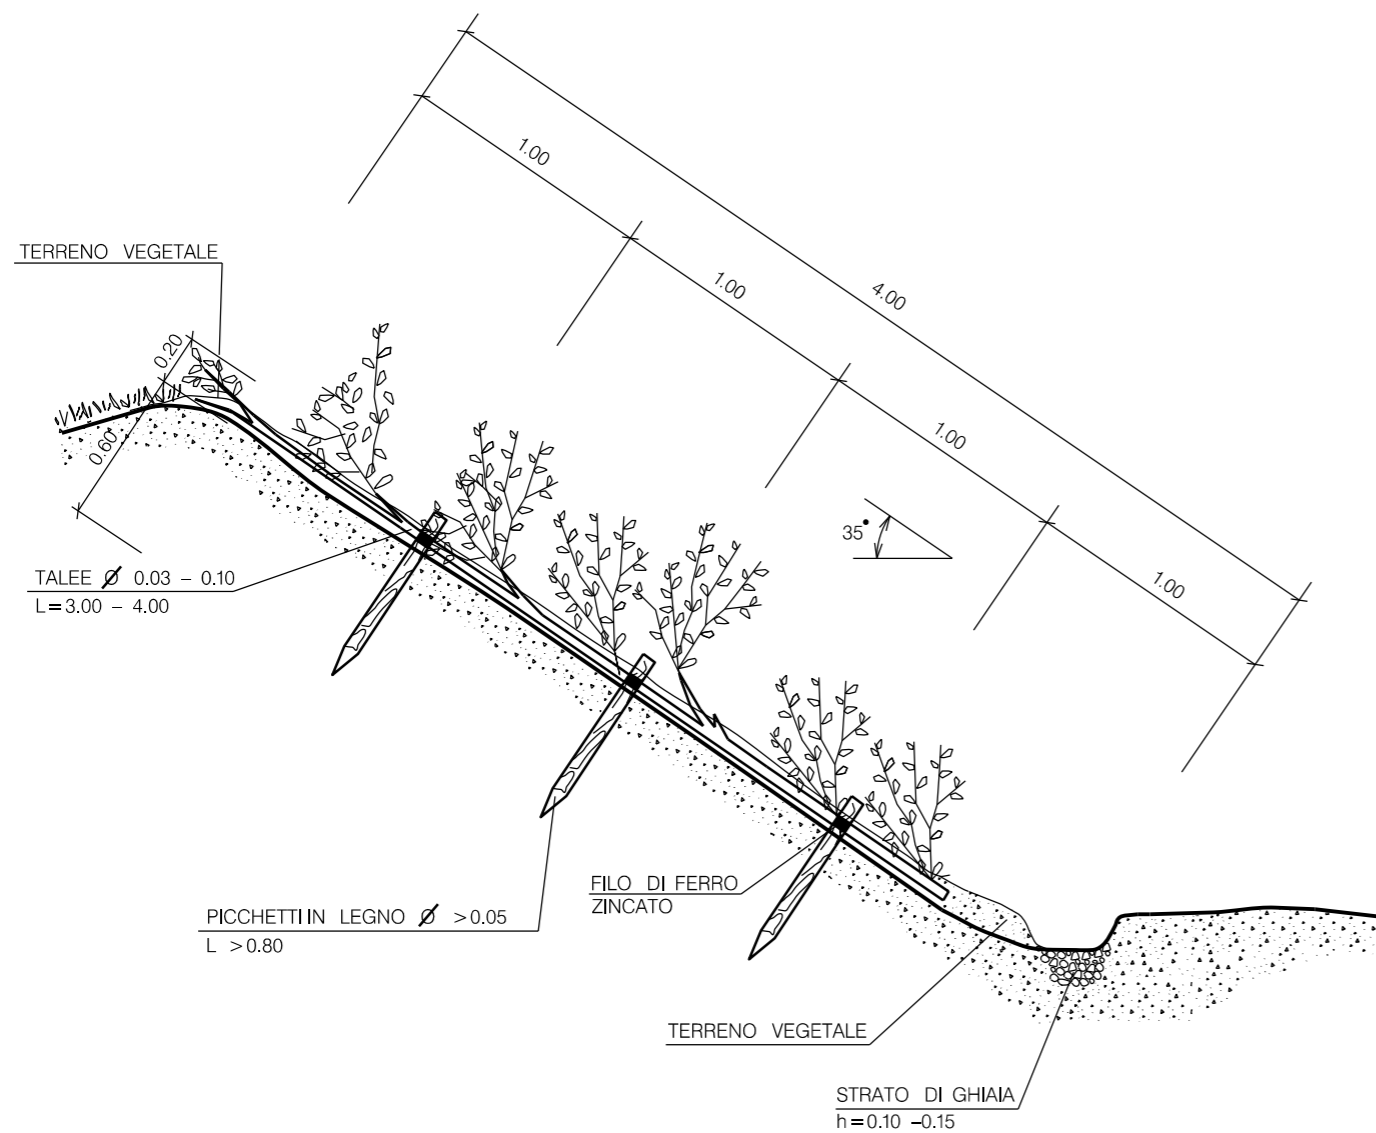 1.00
1.00
4.00
1.00
1.00
35°
TERRENO VEGETALE
0.20
0.60
TALEE Ø 0.03 – 0.10
L=3.00 – 4.00
PICCHETTI IN LEGNO Ø >0.05
L >0.80
FILO DI FERRO
ZINCATO
TERRENO VEGETALE
STRATO DI GHIAIA
h=0.10 –0.15